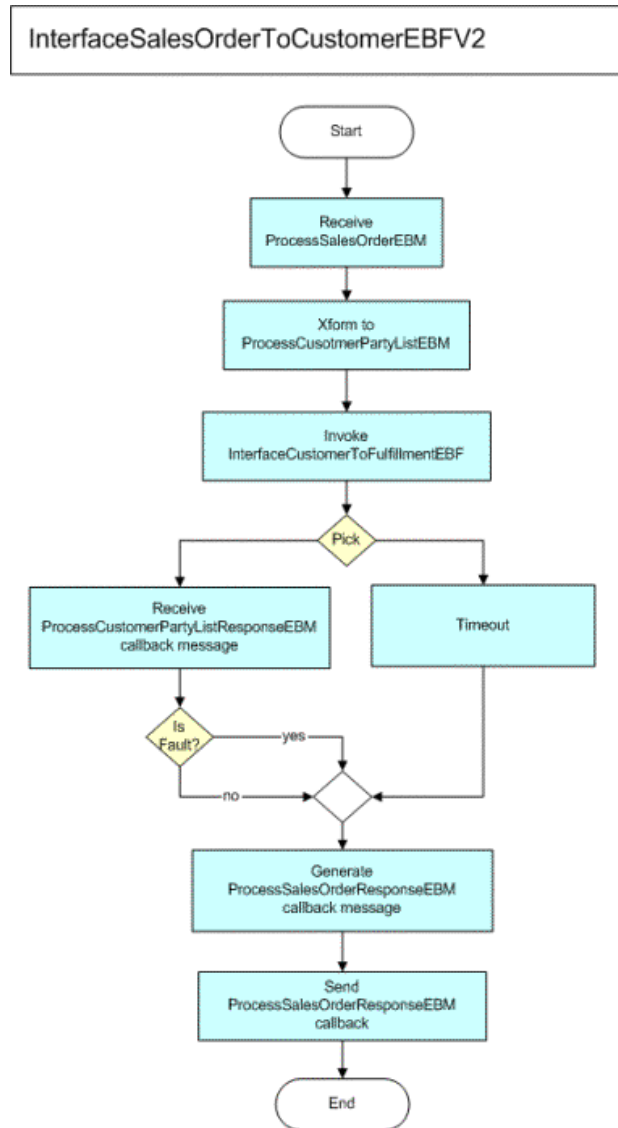 InterfaceSalesOrderToCustomerEBFV2
Start
Receive
ProcessSalesOrderEBM
Xform to
ProcessCusotmerPartyListEBM
Invoke
InterfaceCustomerToFulfillmentEBF
Pick
Receive
ProcessCustomerPartyListResponseEBM
callback message
Timeout
Is
Fault?
yes
no
Generate
ProcessSalesOrderResponseEBM
callback message
Send
ProcessSalesOrderResponseEBM
callback
End